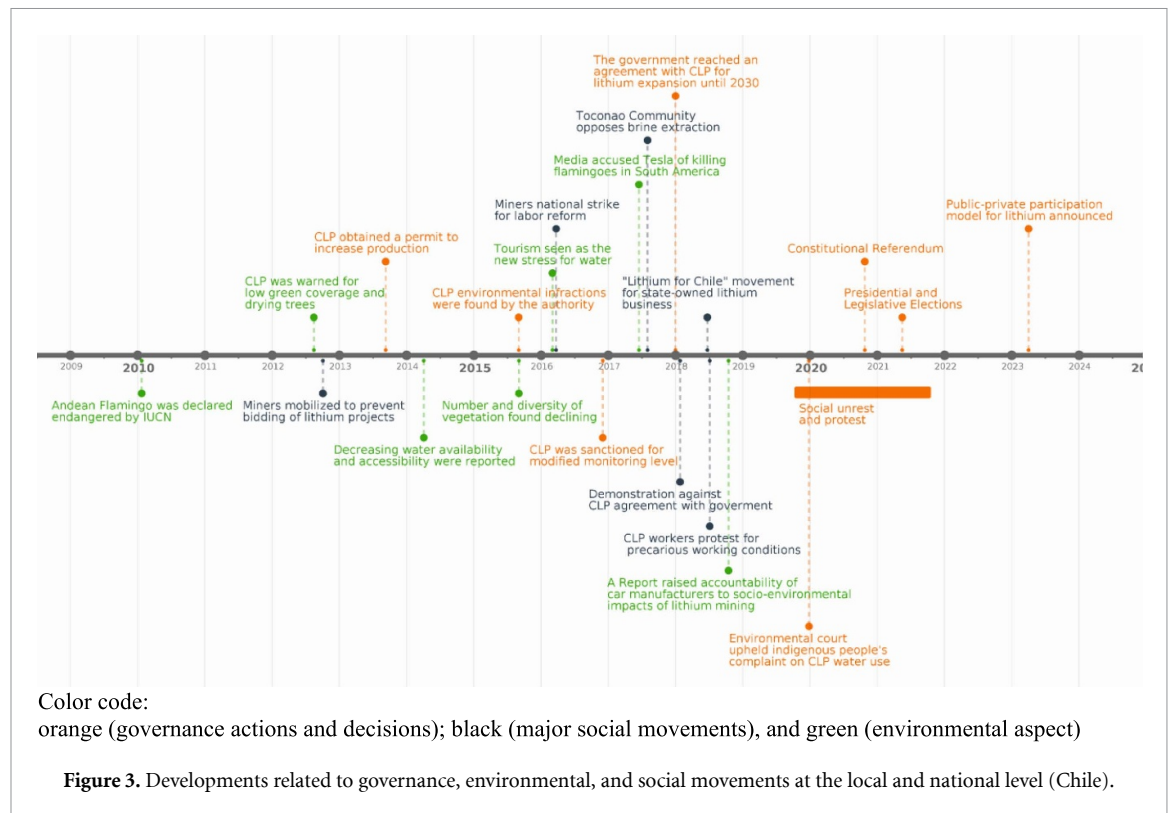 The government reached an
agreement with CLP for
lithium expansion until 2030
Toconao Community
opposes brine extraction
Media accused Tesla of killing
flamingoes in South America
Miners national strike
for labor reform
Public-private participation
model for lithium announced
CLP obtained a permit to
increase production
Tourism seen as the
new stress for water
Constitutional Referendum
CLP was warned for
low green coverage and
drying trees
CLP environmental infractions
were found by the authority
"Lithium for Chile" movement
for state-owned lithium
business
Presidential and
Legislative Elections
2009 2010 2011 2012 2013 2014 2015 2016 2017 2018 2019 2020 2021 2022 2023 2024 20
Andean Flamingo was declared
endangered by IUCN
Miners mobilized to prevent
bidding of lithium projects
Number and diversity of
vegetation found declining
Social unrest
and protest
Decreasing water availability
and accessibility were reported
CLP was sanctioned for
modified monitoring level
Demonstration against
CLP agreement with goverment
CLP workers protest for
precarious working conditions
A Report raised accountability of
car manufacturers to socio-environmental
impacts of lithium mining
Environmental court
upheld indigenous people's
complaint on CLP water use
Color code:
orange (governance actions and decisions); black (major social movements), and green (environmental aspect)
Figure 3. Developments related to governance, environmental, and social movements at the local and national level (Chile).